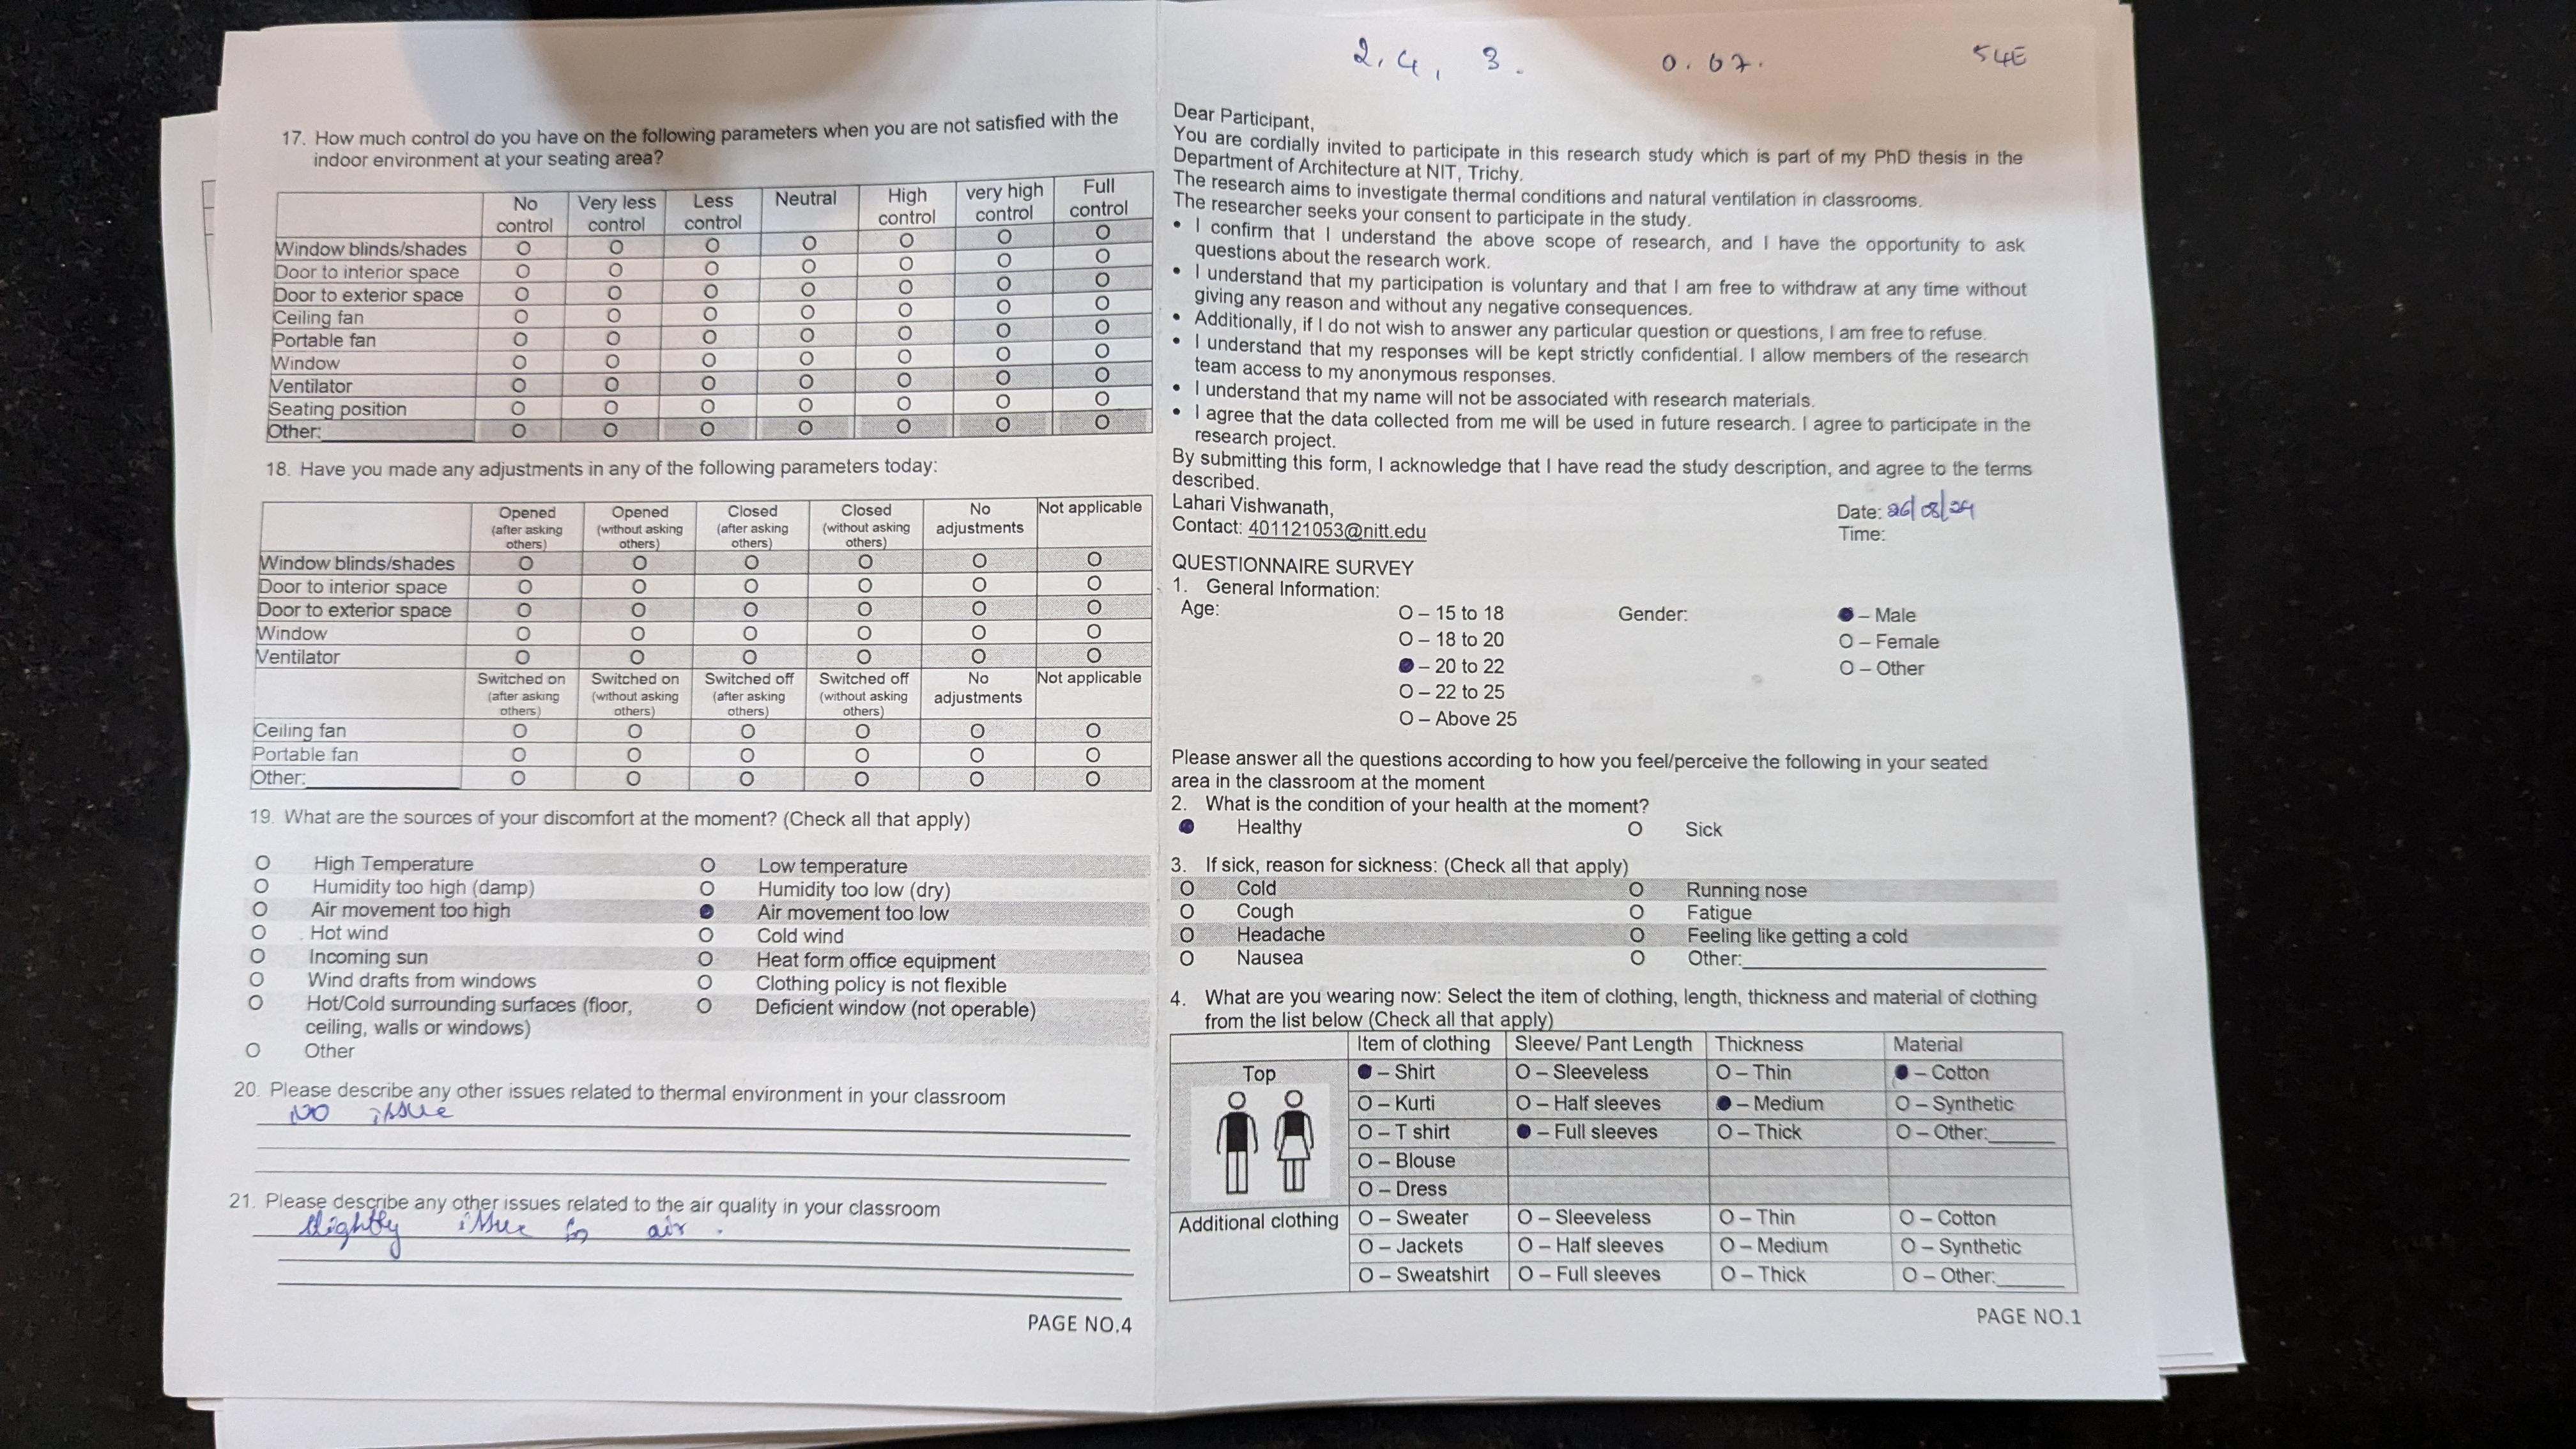 17. How much control do you have on the following parameters when you are not satisfied with the
indoor environment at your seating area?
No control Very less control Less control Neutral High control very high control Full control
Window blinds/shades O O O O O O O
Door to interior space O O O O O O O
Door to exterior space O O O O O O O
Ceiling fan O O O O O O O
Portable fan O O O O O O O
Window O O O O O O O
Ventilator O O O O O O O
Seating position O O O O O O O
Other:__________ O O O O O O O
18. Have you made any adjustments in any of the following parameters today:
Opened (after asking others) Opened (without asking others) Closed (after asking others) Closed (without asking others) No adjustments Not applicable
Window blinds/shades O O O O O O
Door to interior space O O O O O O
Door to exterior space O O O O O O
Window O O O O O O
Ventilator O O O O O O
Switched on (after asking others) Switched on (without asking others) Switched off (after asking others) Switched off (without asking others) No adjustments Not applicable
Ceiling fan O O O O O O
Portable fan O O O O O O
Other:__________ O O O O O O
19. What are the sources of your discomfort at the moment? (Check all that apply)
O High Temperature O Low temperature
O Humidity too high (damp) O Humidity too low (dry)
O Air movement too high ● Air movement too low
O Hot wind O Cold wind
O Incoming sun O Heat form office equipment
O Wind drafts from windows O Clothing policy is not flexible
O Hot/Cold surrounding surfaces (floor, O Deficient window (not operable)
ceiling, walls or windows)
O Other
20. Please describe any other issues related to thermal environment in your classroom
No issue
21. Please describe any other issues related to the air quality in your classroom
slightly issue in air .
PAGE NO.4
2, 4, 3. 0.67. 54E
Dear Participant,
You are cordially invited to participate in this research study which is part of my PhD thesis in the
Department of Architecture at NIT, Trichy.
The research aims to investigate thermal conditions and natural ventilation in classrooms.
The researcher seeks your consent to participate in the study.
• I confirm that I understand the above scope of research, and I have the opportunity to ask
questions about the research work.
• I understand that my participation is voluntary and that I am free to withdraw at any time without
giving any reason and without any negative consequences.
• Additionally, if I do not wish to answer any particular question or questions, I am free to refuse.
• I understand that my responses will be kept strictly confidential. I allow members of the research
team access to my anonymous responses.
• I understand that my name will not be associated with research materials.
• I agree that the data collected from me will be used in future research. I agree to participate in the
research project.
By submitting this form, I acknowledge that I have read the study description, and agree to the terms
described.
Lahari Vishwanath, Date: 26/08/24
Contact: 401121053@nitt.edu Time:
QUESTIONNAIRE SURVEY
1. General Information:
Age: O – 15 to 18 Gender: ● – Male
O – 18 to 20 O – Female
● – 20 to 22 O – Other
O – 22 to 25
O – Above 25
Please answer all the questions according to how you feel/perceive the following in your seated
area in the classroom at the moment
2. What is the condition of your health at the moment?
● Healthy O Sick
3. If sick, reason for sickness: (Check all that apply)
O Cold O Running nose
O Cough O Fatigue
O Headache O Feeling like getting a cold
O Nausea O Other:__________
4. What are you wearing now: Select the item of clothing, length, thickness and material of clothing
from the list below (Check all that apply)
Item of clothing Sleeve/ Pant Length Thickness Material
Top ● – Shirt O – Sleeveless O – Thin ● – Cotton
O – Kurti O – Half sleeves ● – Medium O – Synthetic
O – T shirt ● – Full sleeves O – Thick O – Other:_____
O – Blouse
O – Dress
Additional clothing O – Sweater O – Sleeveless O – Thin O – Cotton
O – Jackets O – Half sleeves O – Medium O – Synthetic
O – Sweatshirt O – Full sleeves O – Thick O – Other:_____
PAGE NO.1